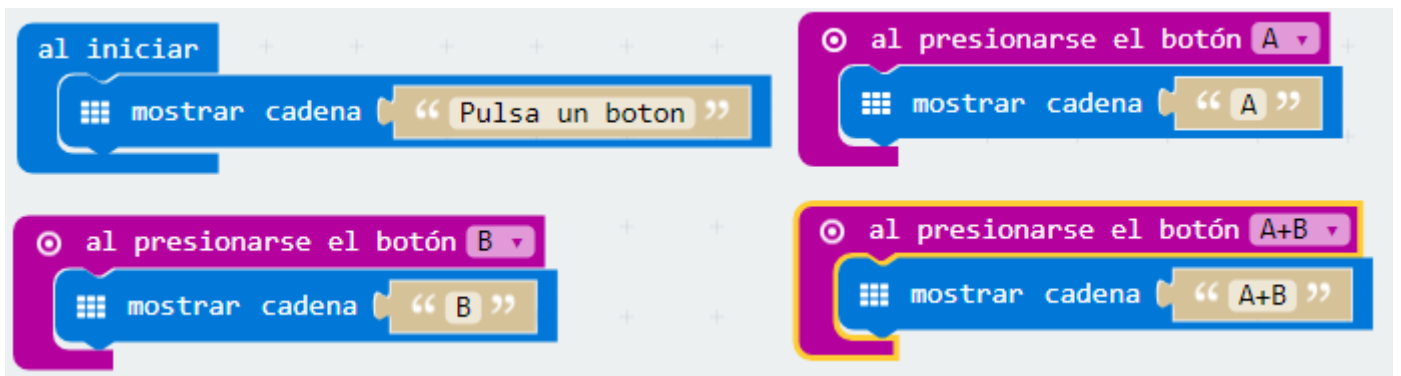 al iniciar
mostrar cadena “ Pulsa un boton ”
al presionarse el botón A
mostrar cadena “ A ”
al presionarse el botón B
mostrar cadena “ B ”
al presionarse el botón A+B
mostrar cadena “ A+B ”